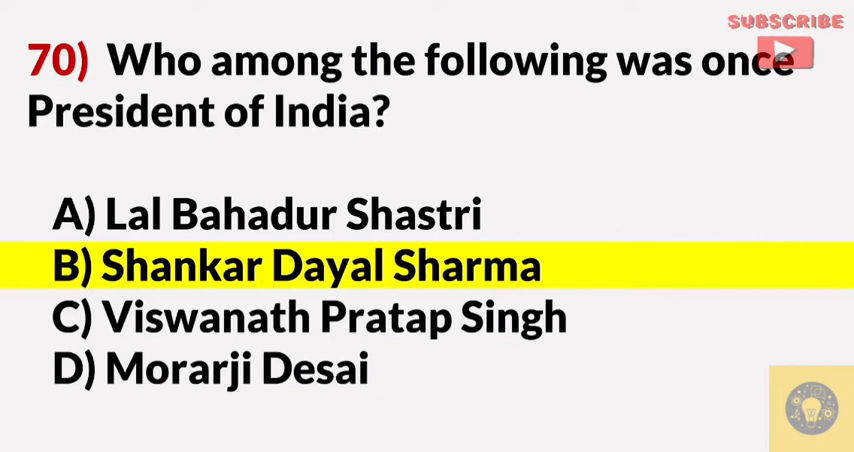 SUBSCRIBE
70) Who among the following was once
President of India?
A) Lal Bahadur Shastri
B) Shankar Dayal Sharma
C) Viswanath Pratap Singh
D) Morarji Desai